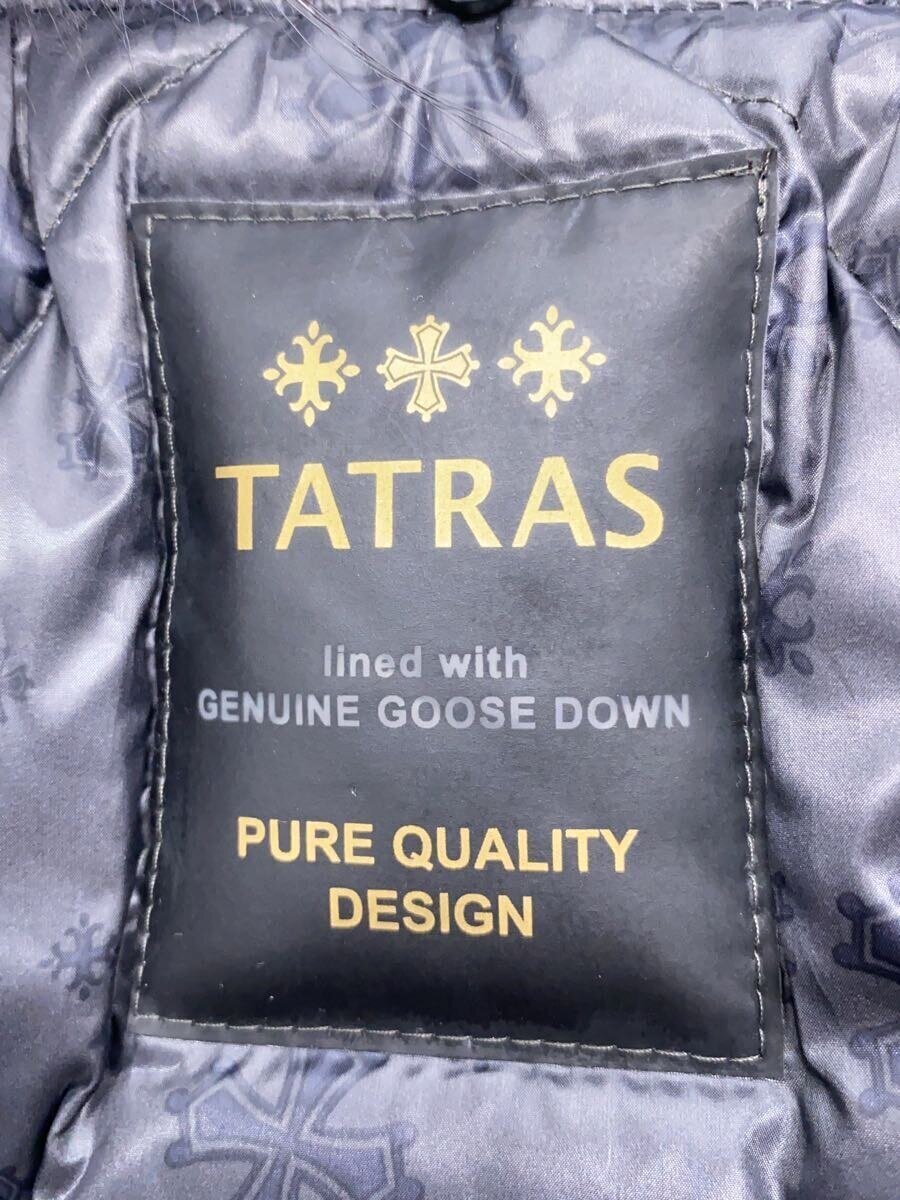 TATRAS
lined with
GENUINE GOOSE DOWN
PURE QUALITY
DESIGN